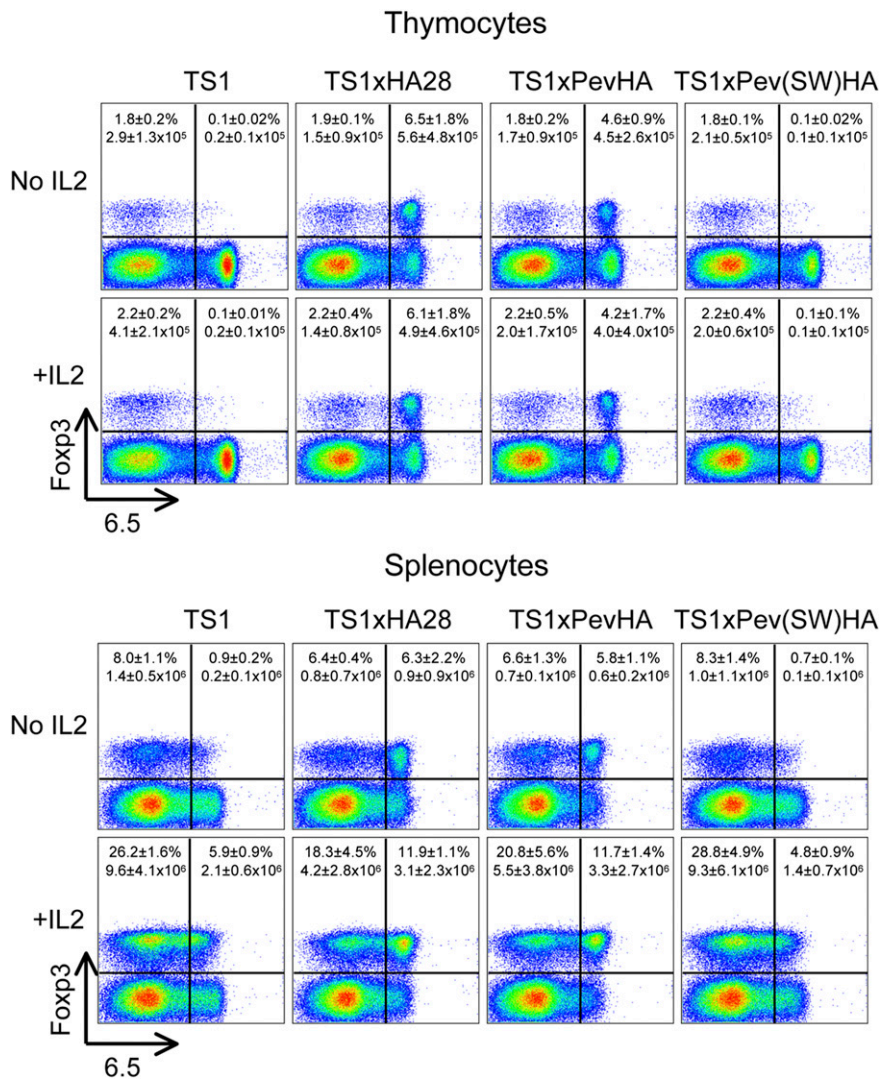 Thymocytes
TS1 TS1xHA28 TS1xPevHA TS1xPev(SW)HA
No IL2
1.8±0.2% 0.1±0.02% 1.9±0.1% 6.5±1.8% 1.8±0.2% 4.6±0.9% 1.8±0.1% 0.1±0.02%
2.9±1.3x10⁵ 0.2±0.1x10⁵ 1.5±0.9x10⁵ 5.6±4.8x10⁵ 1.7±0.9x10⁵ 4.5±2.6x10⁵ 2.1±0.5x10⁵ 0.1±0.1x10⁵
+IL2
2.2±0.2% 0.1±0.01% 2.2±0.4% 6.1±1.8% 2.2±0.5% 4.2±1.7% 2.2±0.4% 0.1±0.1%
4.1±2.1x10⁵ 0.2±0.1x10⁵ 1.4±0.8x10⁵ 4.9±4.6x10⁵ 2.0±1.7x10⁵ 4.0±4.0x10⁵ 2.0±0.6x10⁵ 0.1±0.1x10⁵
Foxp3
6.5
Splenocytes
TS1 TS1xHA28 TS1xPevHA TS1xPev(SW)HA
No IL2
8.0±1.1% 0.9±0.2% 6.4±0.4% 6.3±2.2% 6.6±1.3% 5.8±1.1% 8.3±1.4% 0.7±0.1%
1.4±0.5x10⁶ 0.2±0.1x10⁶ 0.8±0.7x10⁶ 0.9±0.9x10⁶ 0.7±0.1x10⁶ 0.6±0.2x10⁶ 1.0±1.1x10⁶ 0.1±0.1x10⁶
+IL2
26.2±1.6% 5.9±0.9% 18.3±4.5% 11.9±1.1% 20.8±5.6% 11.7±1.4% 28.8±4.9% 4.8±0.9%
9.6±4.1x10⁶ 2.1±0.6x10⁶ 4.2±2.8x10⁶ 3.1±2.3x10⁶ 5.5±3.8x10⁶ 3.3±2.7x10⁶ 9.3±6.1x10⁶ 1.4±0.7x10⁶
Foxp3
6.5